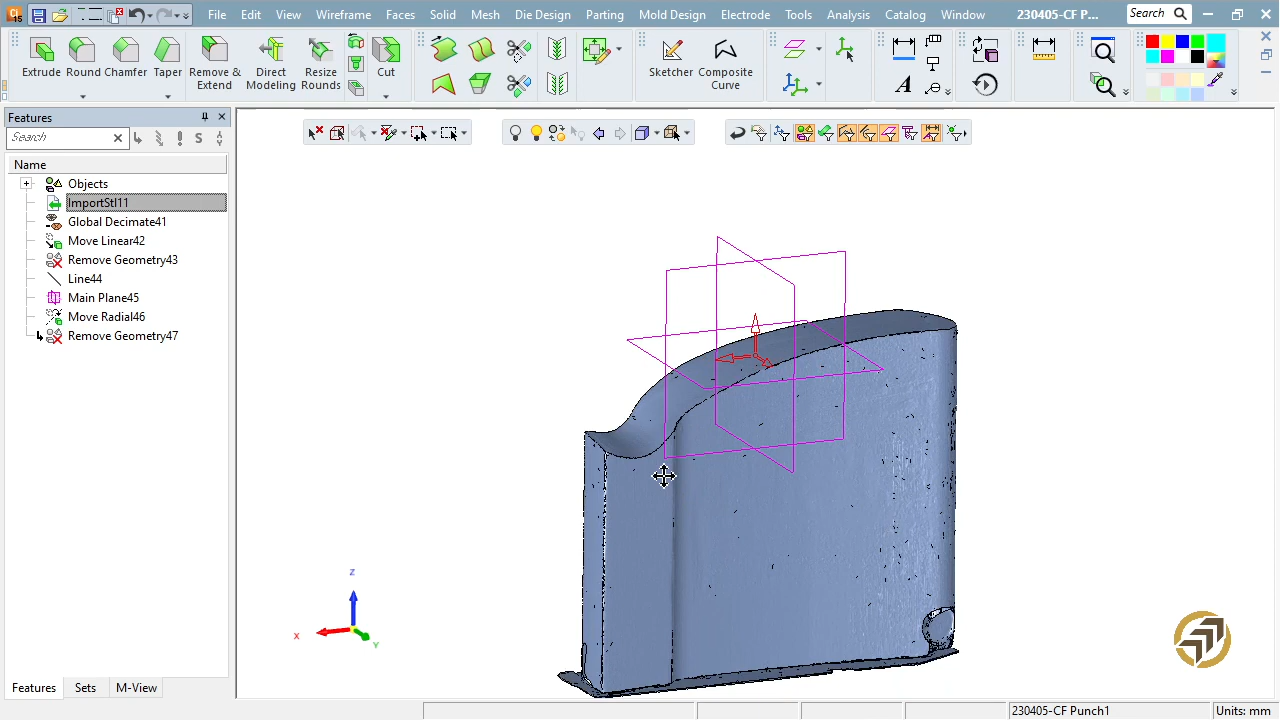 File Edit View Wireframe Faces Solid Mesh Die Design Parting Mold Design Electrode Tools Analysis Catalog Window 230405-CF P... Search
Extrude Round Chamfer Taper Remove & Extend Direct Modeling Resize Rounds Cut Sketcher Composite Curve
Features
Search
Name
Objects
ImportStl11
Global Decimate41
Move Linear42
Remove Geometry43
Line44
Main Plane45
Move Radial46
Remove Geometry47
Z
X
Y
Features Sets M-View
230405-CF Punch1 Units: mm